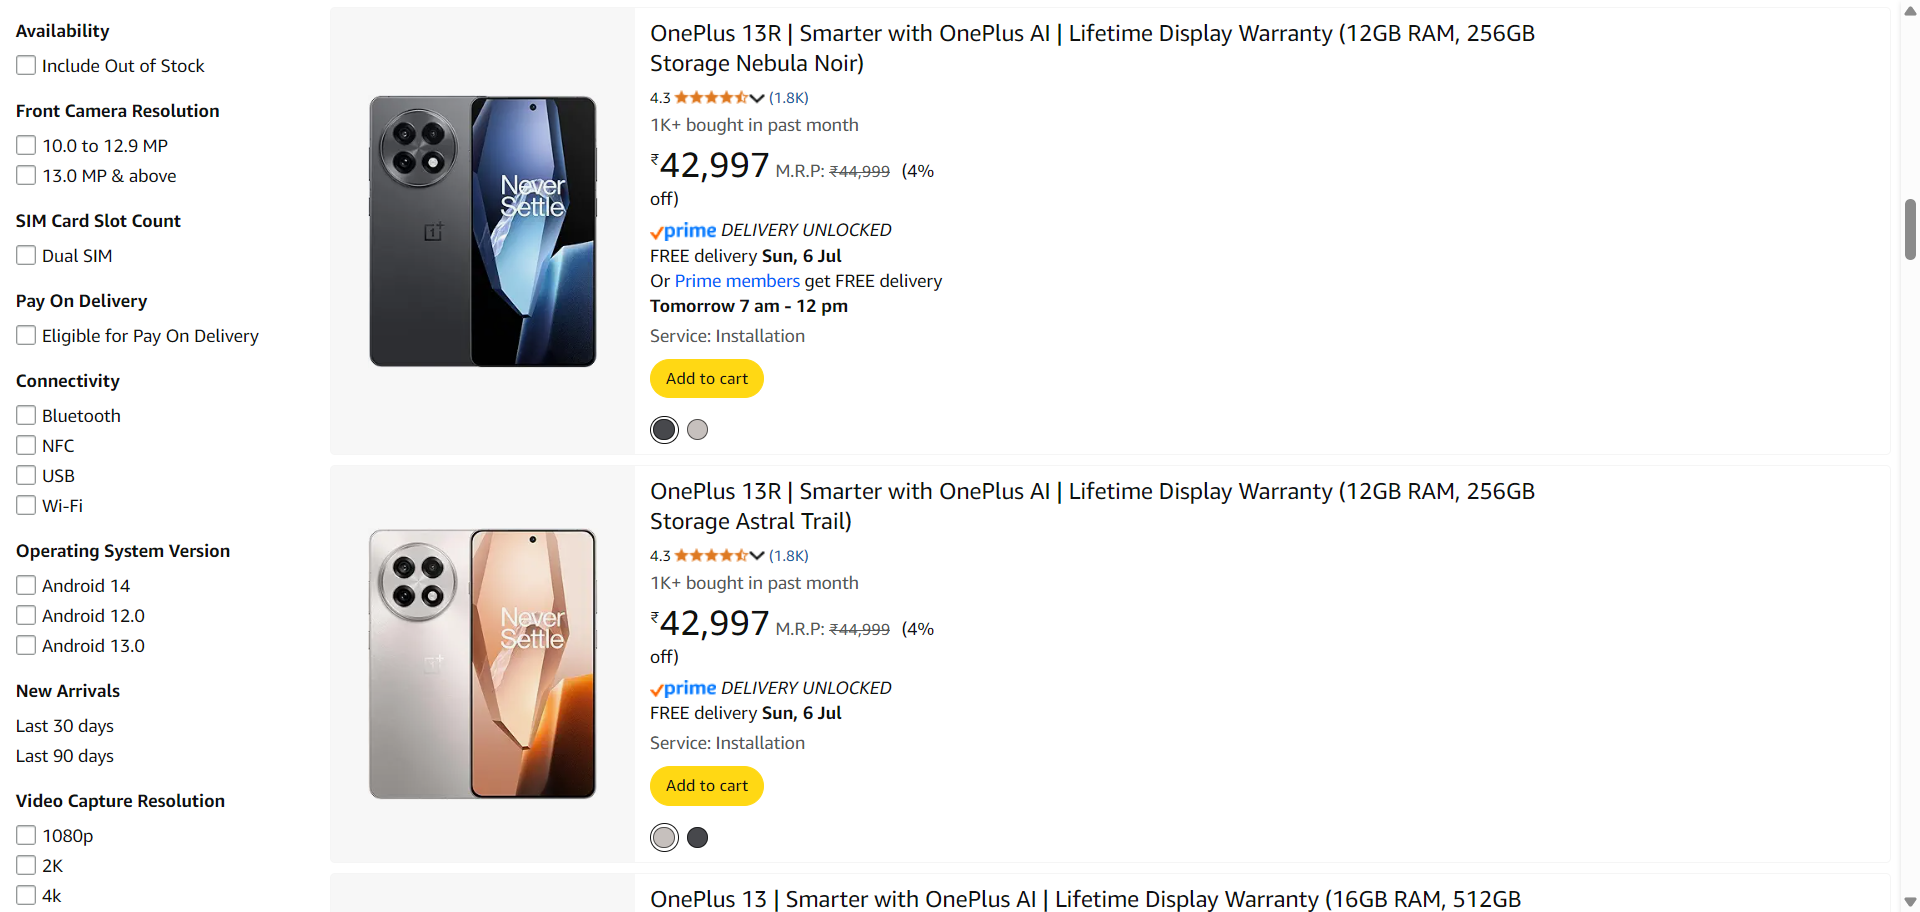 Availability
Include Out of Stock
Front Camera Resolution
10.0 to 12.9 MP
13.0 MP & above
SIM Card Slot Count
Dual SIM
Pay On Delivery
Eligible for Pay On Delivery
Connectivity
Bluetooth
NFC
USB
Wi-Fi
Operating System Version
Android 14
Android 12.0
Android 13.0
New Arrivals
Last 30 days
Last 90 days
Video Capture Resolution
1080p
2K
4k
Never
Settle
OnePlus 13R | Smarter with OnePlus AI | Lifetime Display Warranty (12GB RAM, 256GB
Storage Nebula Noir)
4.3 (1.8K)
1K+ bought in past month
₹42,997 M.R.P: ₹44,999 (4%
off)
prime DELIVERY UNLOCKED
FREE delivery Sun, 6 Jul
Or Prime members get FREE delivery
Tomorrow 7 am - 12 pm
Service: Installation
Add to cart
Never
Settle
OnePlus 13R | Smarter with OnePlus AI | Lifetime Display Warranty (12GB RAM, 256GB
Storage Astral Trail)
4.3 (1.8K)
1K+ bought in past month
₹42,997 M.R.P: ₹44,999 (4%
off)
prime DELIVERY UNLOCKED
FREE delivery Sun, 6 Jul
Service: Installation
Add to cart
OnePlus 13 | Smarter with OnePlus AI | Lifetime Display Warranty (16GB RAM, 512GB